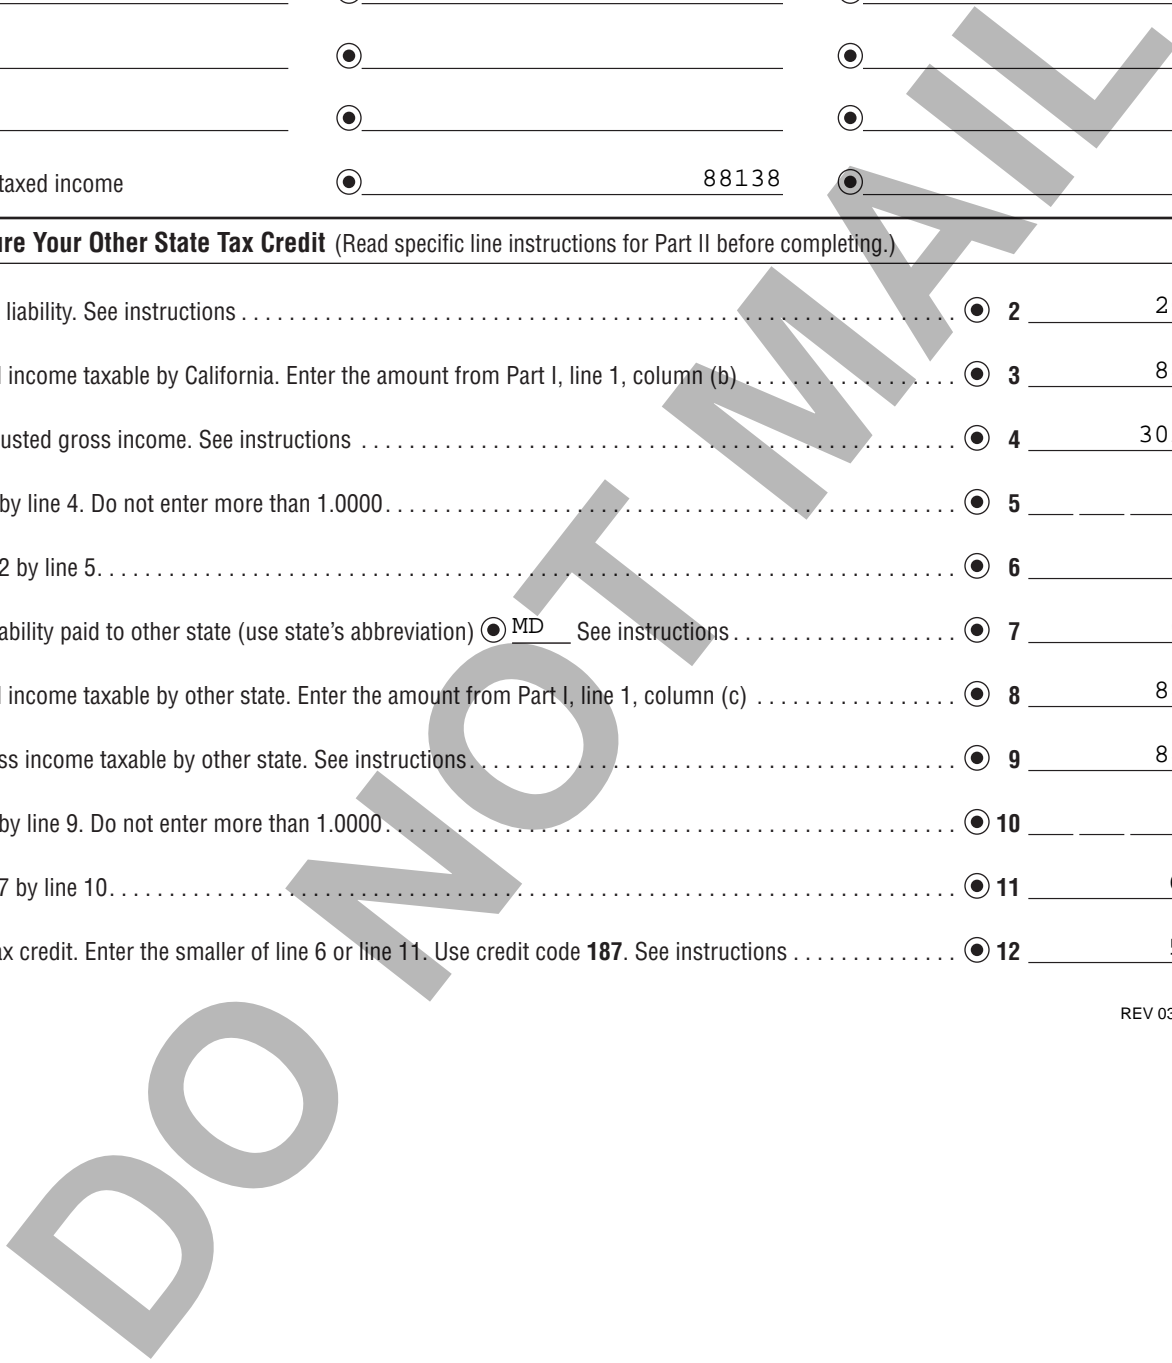 taxed income 88138
ure Your Other State Tax Credit (Read specific line instructions for Part II before completing.)
liability. See instructions 2 2
income taxable by California. Enter the amount from Part I, line 1, column (b) 3 8
usted gross income. See instructions 4 30
by line 4. Do not enter more than 1.0000 5
2 by line 5. 6
ability paid to other state (use state’s abbreviation) MD See instructions 7
income taxable by other state. Enter the amount from Part I, line 1, column (c) 8 8
ss income taxable by other state. See instructions 9 8
by line 9. Do not enter more than 1.0000 10
7 by line 10. 11
ax credit. Enter the smaller of line 6 or line 11. Use credit code 187. See instructions 12
REV 03
DO NOT MAIL